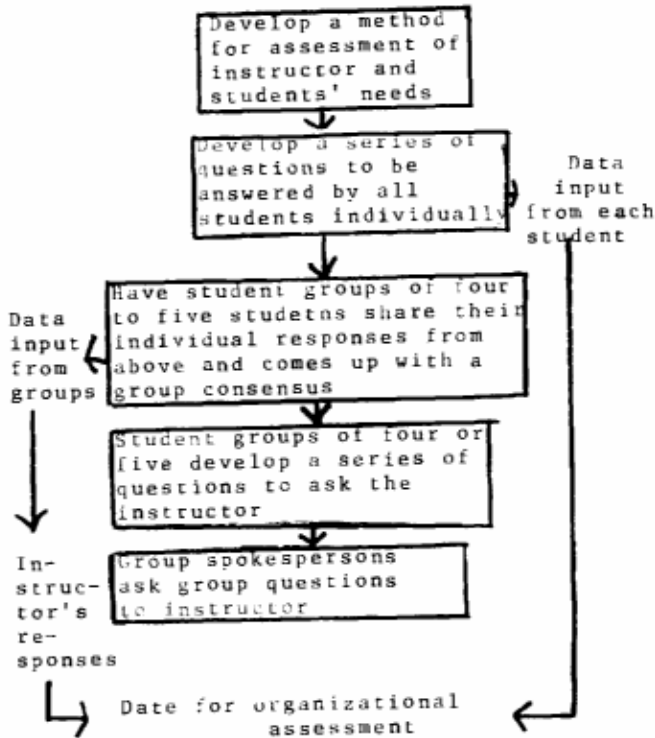 Develop a method
for assessment of
instructor and
students' needs
Develop a series of
questions to be
answered by all
students individually
Data
input
from each
student
Have student groups of four
to five studetns share their
individual responses from
above and comes up with a
group consensus
Data
input
from
groups
Student groups of four or
five develop a series of
questions to ask the
instructor
Group spokespersons
ask group questions
to instructor
In-
struc-
tor's
re-
sponses
Date for organizational
assessment